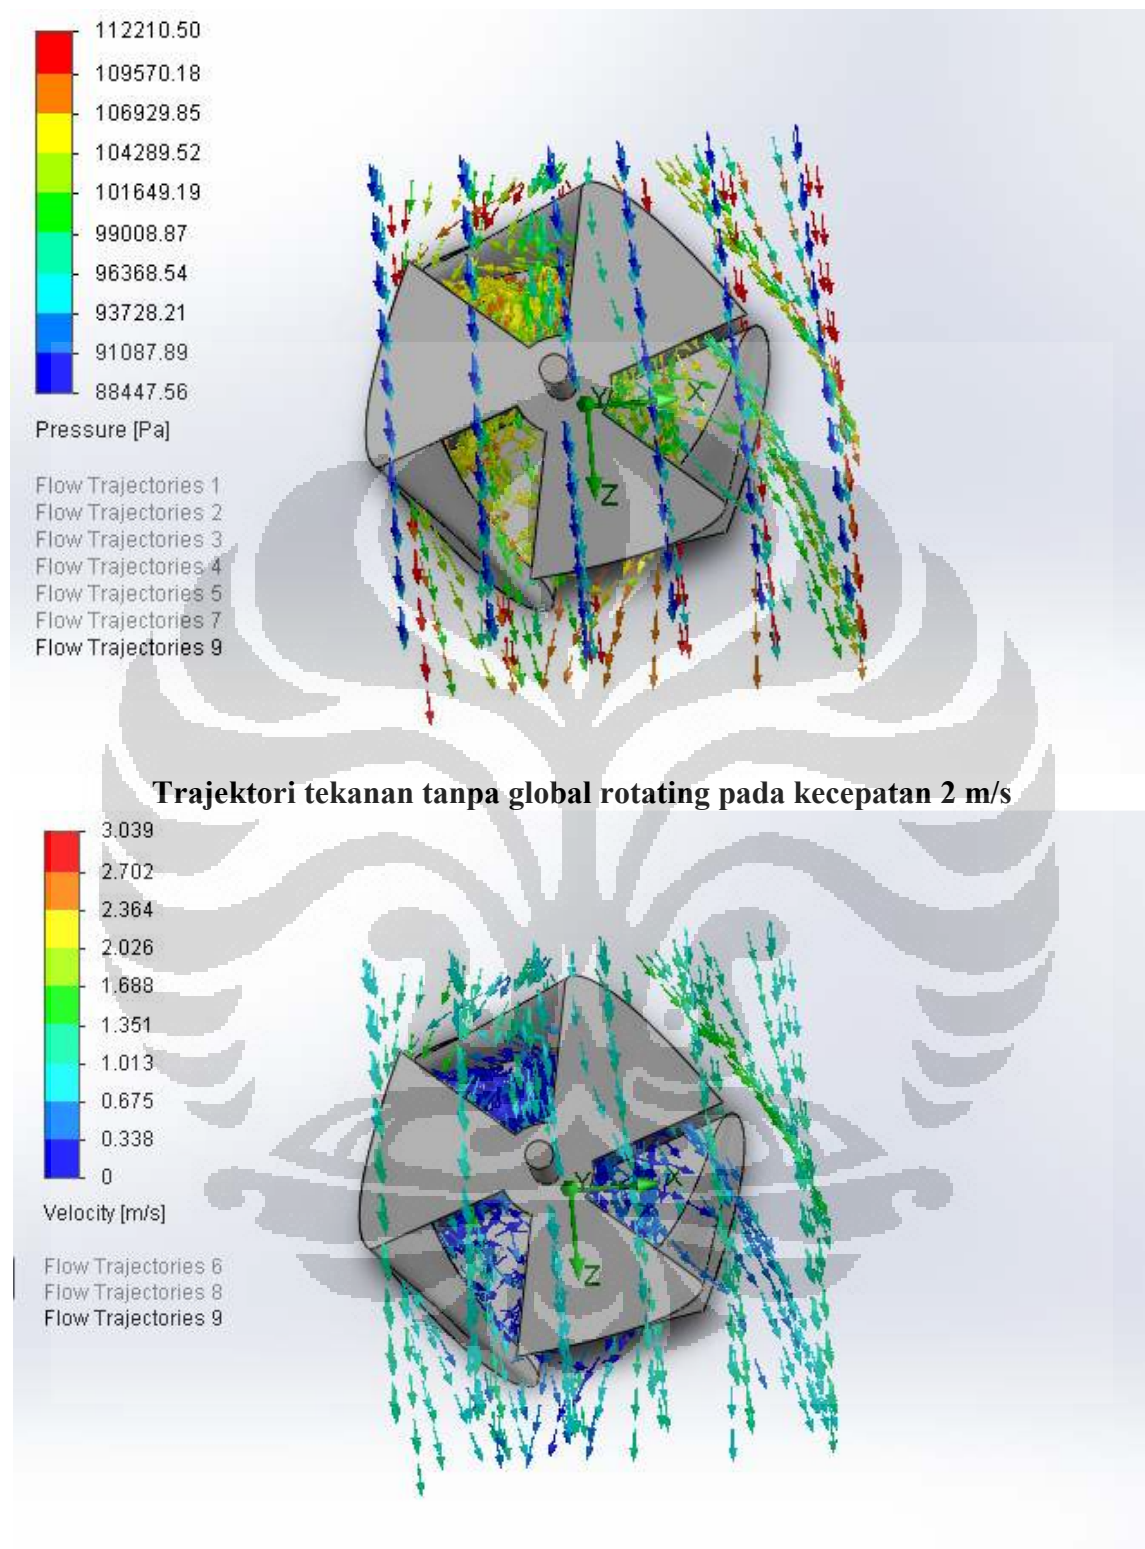 112210.50
109570.18
106929.85
104289.52
101649.19
99008.87
96368.54
93728.21
91087.89
88447.56
Pressure [Pa]
Flow Trajectories 1
Flow Trajectories 2
Flow Trajectories 3
Flow Trajectories 4
Flow Trajectories 5
Flow Trajectories 7
Flow Trajectories 9
Y
X
Z
Trajektori tekanan tanpa global rotating pada kecepatan 2 m/s
3.039
2.702
2.364
2.026
1.688
1.351
1.013
0.675
0.338
0
Velocity [m/s]
Flow Trajectories 6
Flow Trajectories 8
Flow Trajectories 9
Y
X
Z